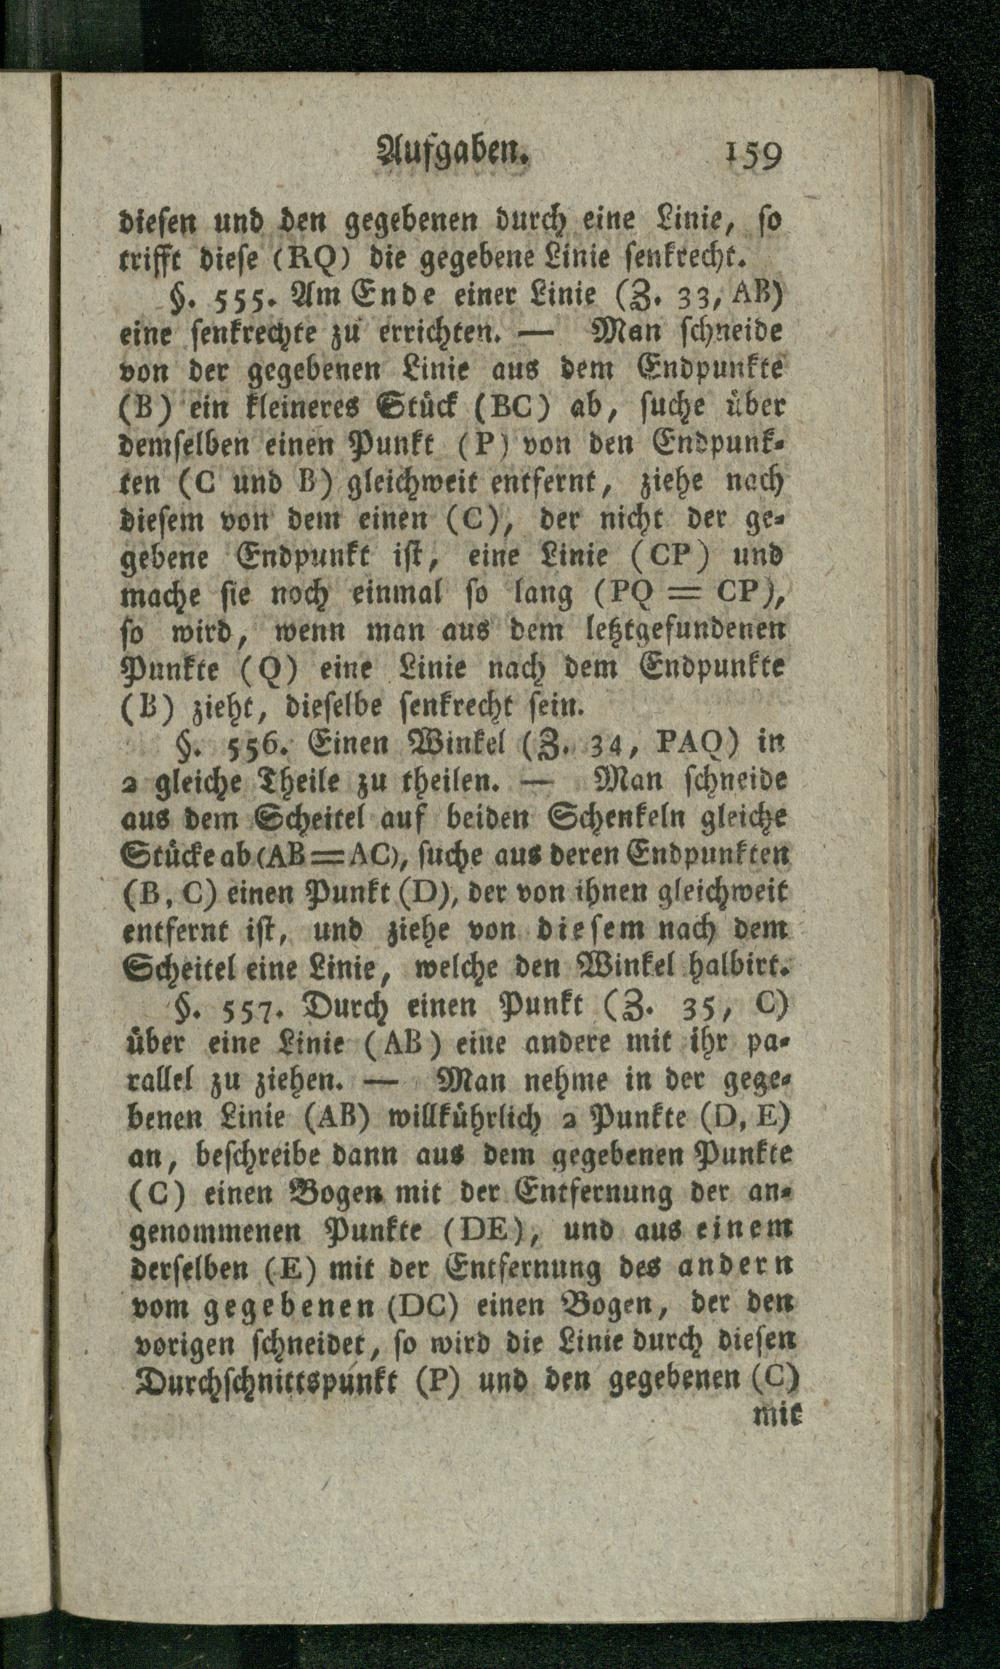 Aufgaben. 159
diesen und den gegebenen durch eine Linie, so
trifft diese (RQ) die gegebene Linie senkrecht.
§. 555. Am Ende einer Linie (Z. 33, AB)
eine senkrechte zu errichten. — Man schneide
von der gegebenen Linie aus dem Endpunkte
(B) ein kleineres Stück (BC) ab, suche über
demselben einen Punkt (P) von den Endpunk-
ten (C und B) gleichweit entfernt, ziehe nach
diesem von dem einen (C), der nicht der ge-
gebene Endpunkt ist, eine Linie (CP) und
mache sie noch einmal so lang (PQ = CP),
so wird, wenn man aus dem letztgefundenen
Punkte (Q) eine Linie nach dem Endpunkte
(B) zieht, dieselbe senkrecht sein.
§. 556. Einen Winkel (Z. 34, PAQ) in
2 gleiche Theile zu theilen. — Man schneide
aus dem Scheitel auf beiden Schenkeln gleiche
Stücke ab (AB = AC), suche aus deren Endpunkten
(B, C) einen Punkt (D), der von ihnen gleichweit
entfernt ist, und ziehe von diesem nach dem
Scheitel eine Linie, welche den Winkel halbirt.
§. 557. Durch einen Punkt (Z. 35, C)
über eine Linie (AB) eine andere mit ihr pa-
rallel zu ziehen. — Man nehme in der gege-
benen Linie (AB) willkührlich 2 Punkte (D, E)
an, beschreibe dann aus dem gegebenen Punkte
(C) einen Bogen mit der Entfernung der an-
genommenen Punkte (DE), und aus einem
derselben (E) mit der Entfernung des andern
vom gegebenen (DC) einen Bogen, der den
vorigen schneidet, so wird die Linie durch diesen
Durchschnittspunkt (P) und den gegebenen (C)
mit